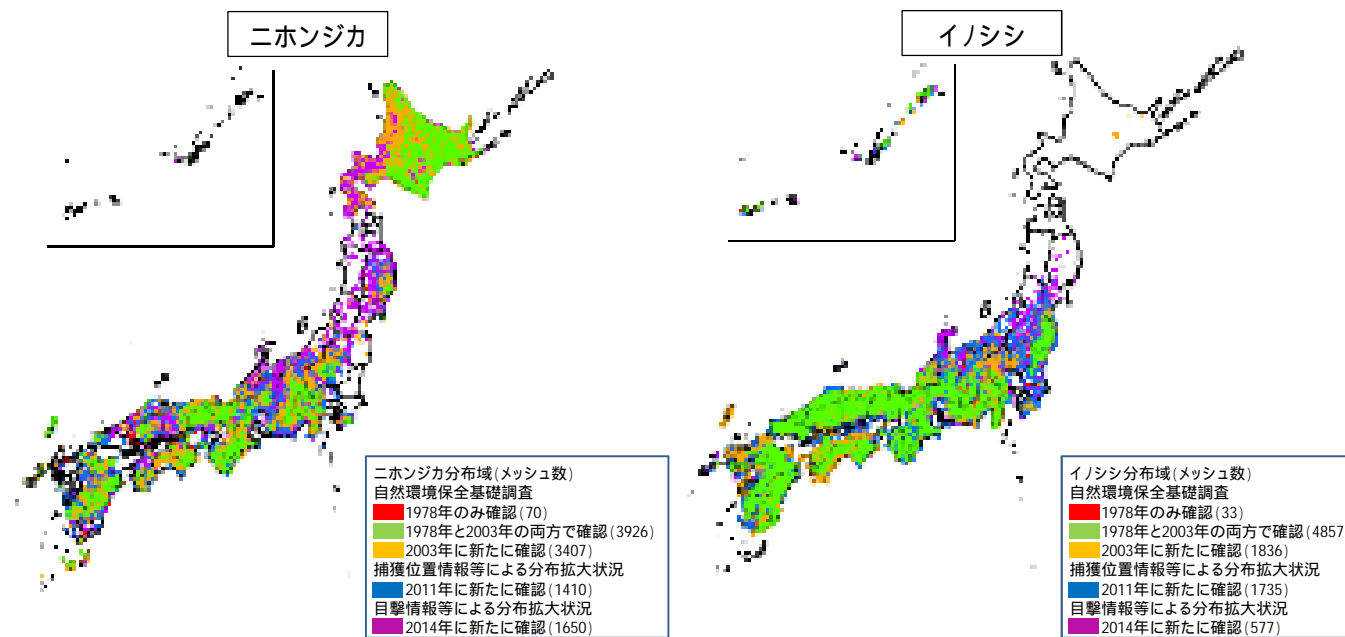 ニホンジカ
ニホンジカ分布域(メッシュ数)
自然環境保全基礎調査
1978年のみ確認(70)
1978年と2003年の両方で確認(3926)
2003年に新たに確認(3407)
捕獲位置情報等による分布拡大状況
2011年に新たに確認(1410)
目撃情報等による分布拡大状況
2014年に新たに確認(1650)
イノシシ
イノシシ分布域(メッシュ数)
自然環境保全基礎調査
1978年のみ確認(33)
1978年と2003年の両方で確認(4857
2003年に新たに確認(1836)
捕獲位置情報等による分布拡大状況
2011年に新たに確認(1735)
目撃情報等による分布拡大状況
2014年に新たに確認(577)